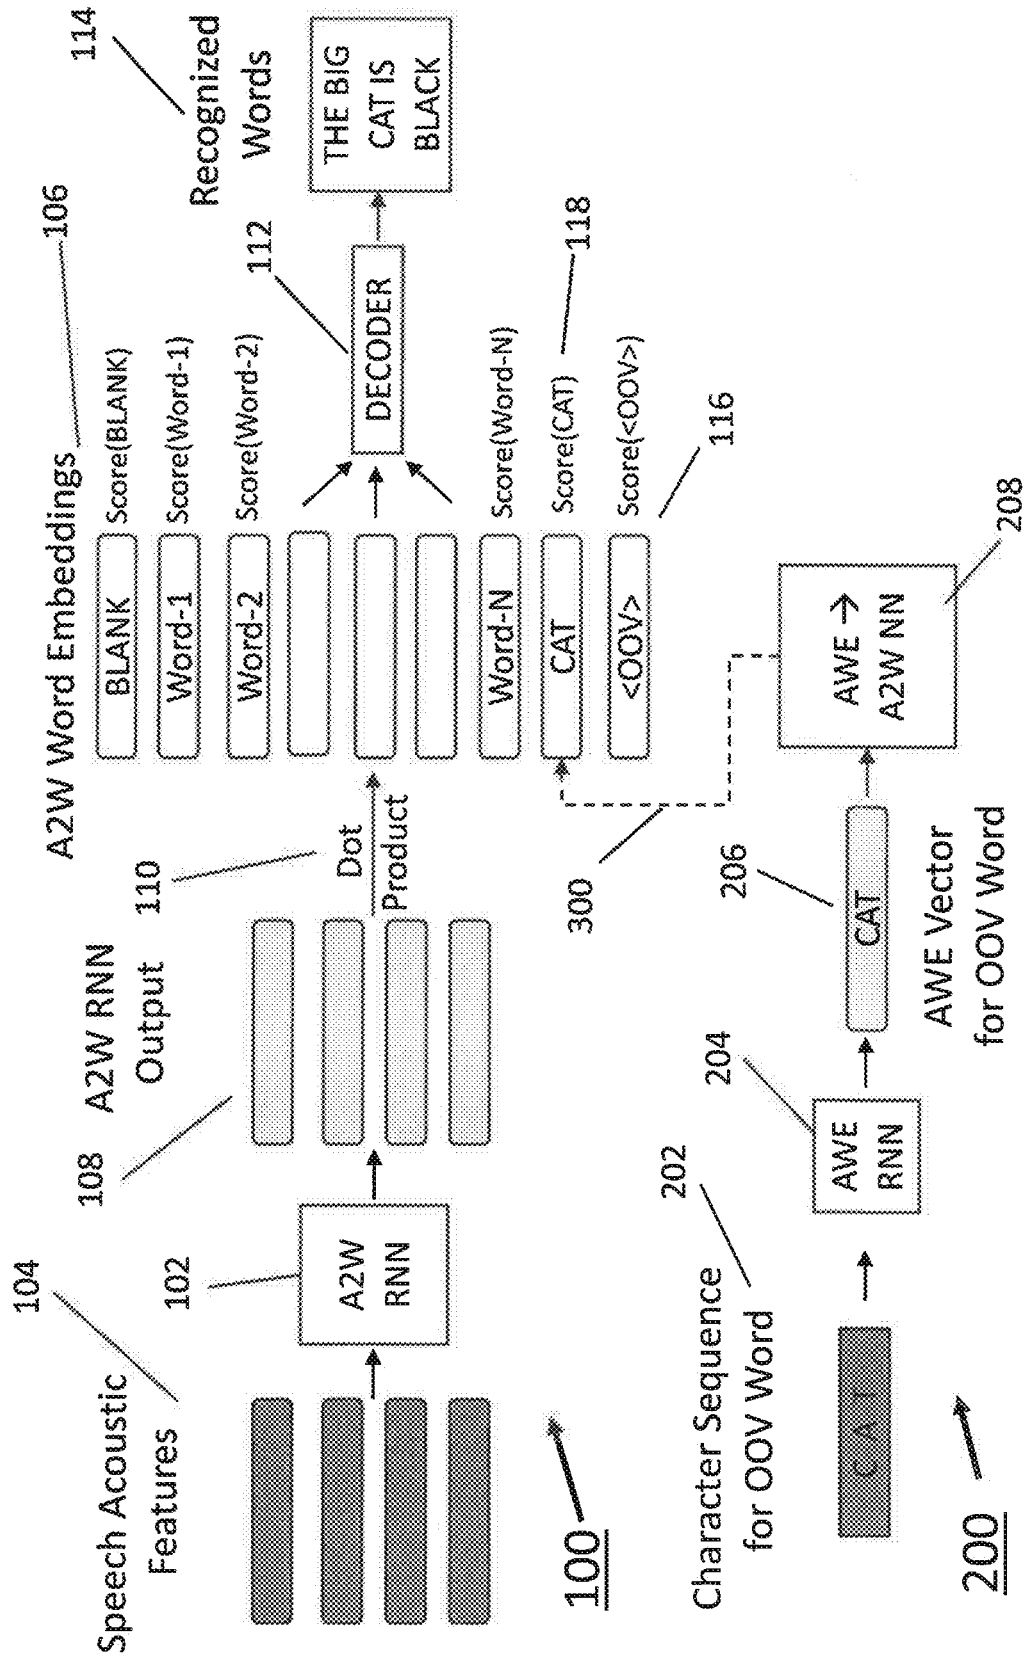 114
Recognized
Words
THE BIG
CAT IS
BLACK
106
A2W Word Embeddings
112
DECODER
118
116
BLANK
Score(BLANK)
Word-1
Score(Word-1)
Word-2
Score(Word-2)
Word-N
Score(Word-N)
CAT
Score(CAT)
<OOV>
Score(<OOV>)
110
Dot
Product
A2W RNN
Output
108
102
A2W
RNN
104
Speech Acoustic
Features
100
300
208
AWE →
A2W NN
206
CAT
AWE Vector
for OOV Word
204
AWE
RNN
202
Character Sequence
for OOV Word
200